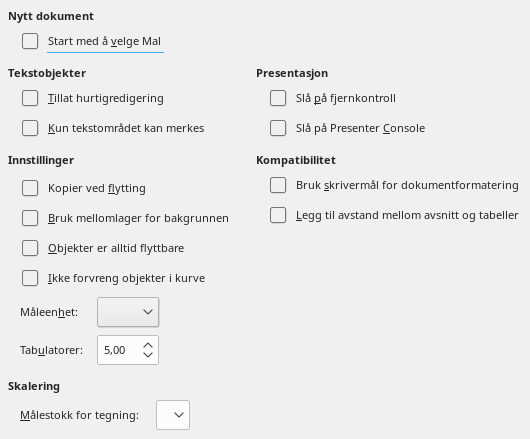 Nytt dokument
Start med å velge Mal
Tekstobjekter
Tillat hurtigredigering
Kun tekstområdet kan merkes
Presentasjon
Slå på fjernkontroll
Slå på Presenter Console
Innstillinger
Kopier ved flytting
Bruk mellomlager for bakgrunnen
Objekter er alltid flyttbare
Ikke forvreng objekter i kurve
Måleenhet:
Tabulatorer: 5,00
Kompatibilitet
Bruk skrivermål for dokumentformatering
Legg til avstand mellom avsnitt og tabeller
Skalering
Målestokk for tegning: